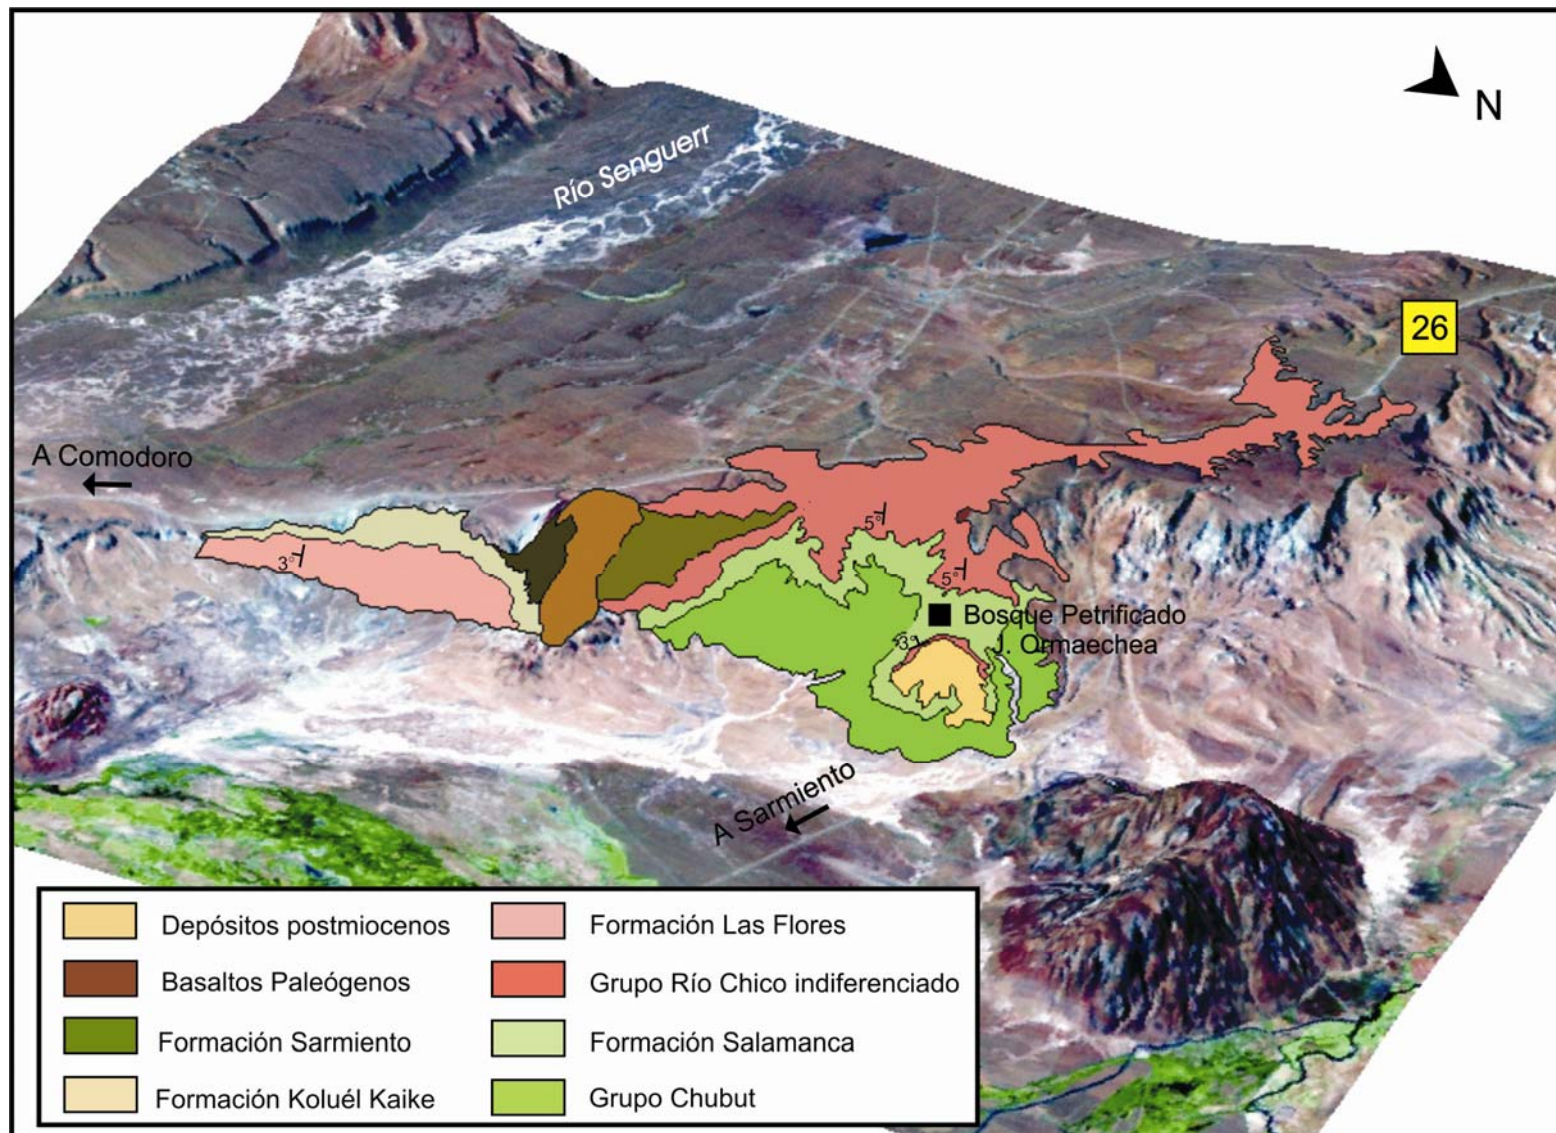 N
Río Senguerr
26
A Comodoro
5°
3°
5°
Bosque Petrificado
J. Ormaechea
3°
A Sarmiento
Depósitos postmiocenos
Basaltos Paleógenos
Formación Sarmiento
Formación Koluél Kaike
Formación Las Flores
Grupo Río Chico indiferenciado
Formación Salamanca
Grupo Chubut